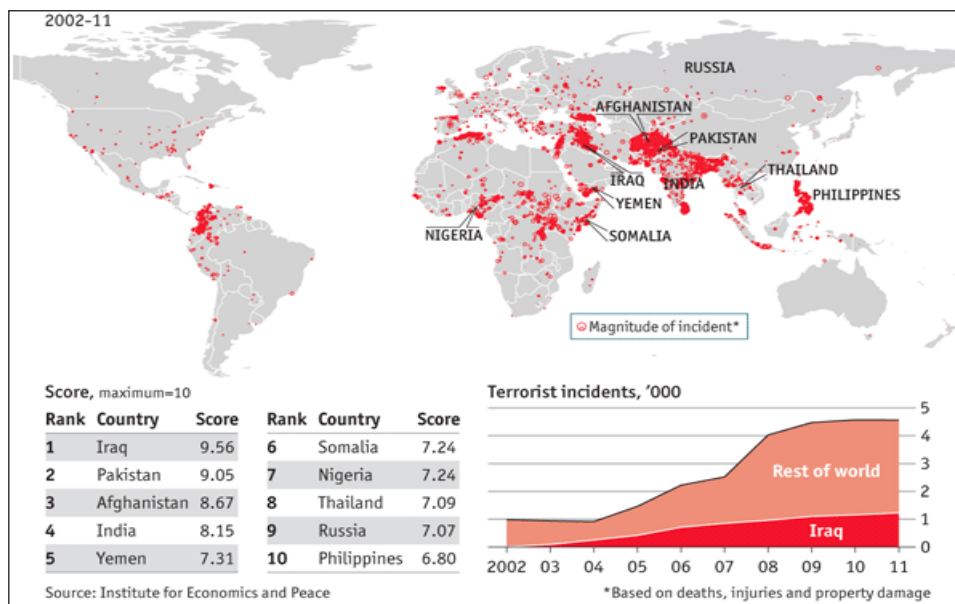 2002-11
RUSSIA
AFGHANISTAN
PAKISTAN
THAILAND
IRAQ
INDIA
PHILIPPINES
YEMEN
NIGERIA
SOMALIA
Magnitude of incident*
Score, maximum=10
Rank Country Score
1 Iraq 9.56
2 Pakistan 9.05
3 Afghanistan 8.67
4 India 8.15
5 Yemen 7.31
Rank Country Score
6 Somalia 7.24
7 Nigeria 7.24
8 Thailand 7.09
9 Russia 7.07
10 Philippines 6.80
Terrorist incidents, ’000
5
4
Rest of world
3
2
1
Iraq
0
2002 03 04 05 06 07 08 09 10 11
Source: Institute for Economics and Peace
*Based on deaths, injuries and property damage